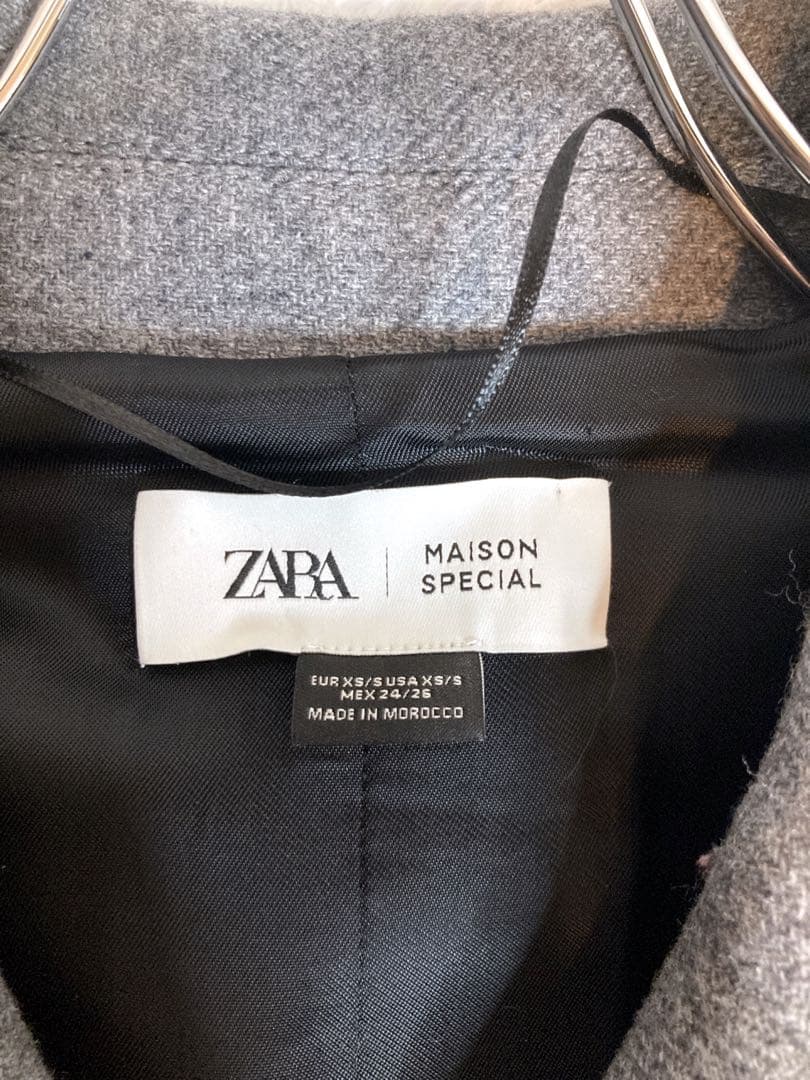 ZARA
MAISON
SPECIAL
EUR XS/S USA XS/S
MEX 24/26
MADE IN MOROCCO